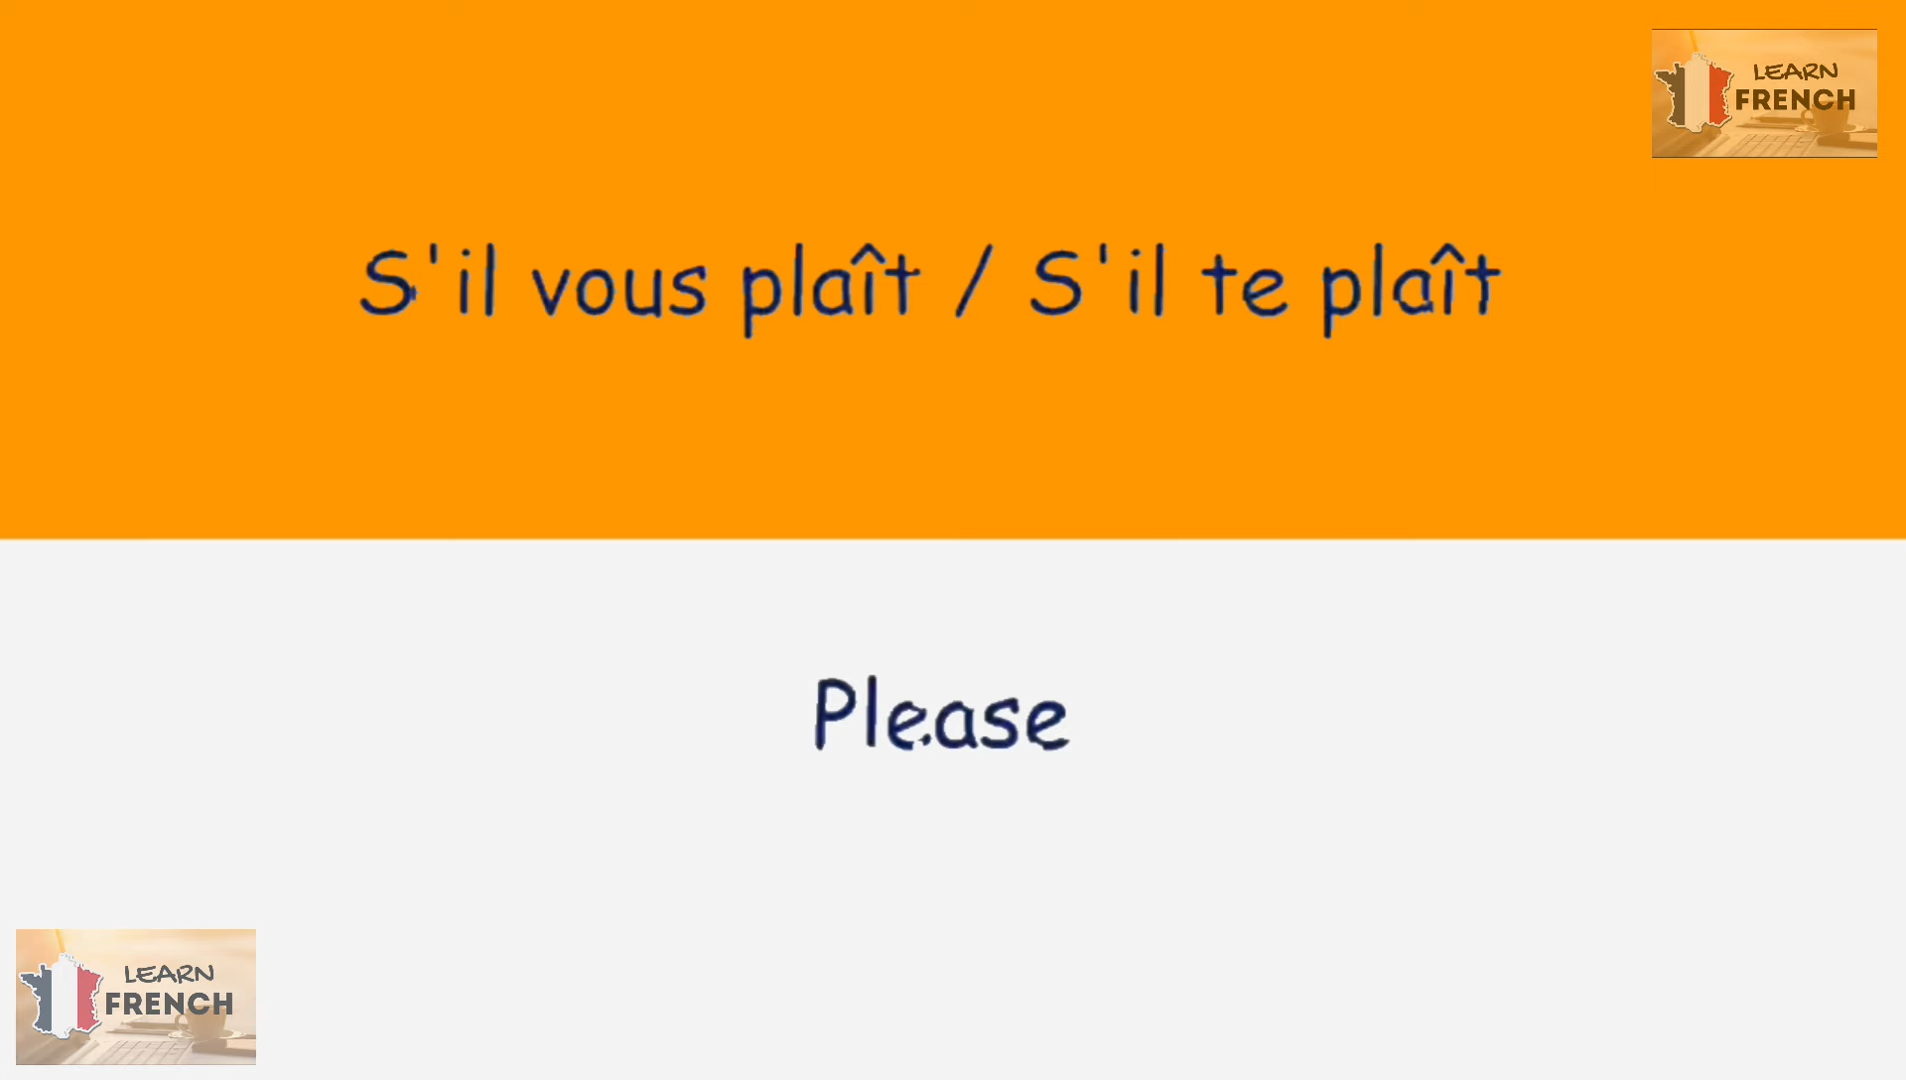 LEARN
FRENCH
S'il vous plaît / S'il te plaît
Please
LEARN
FRENCH